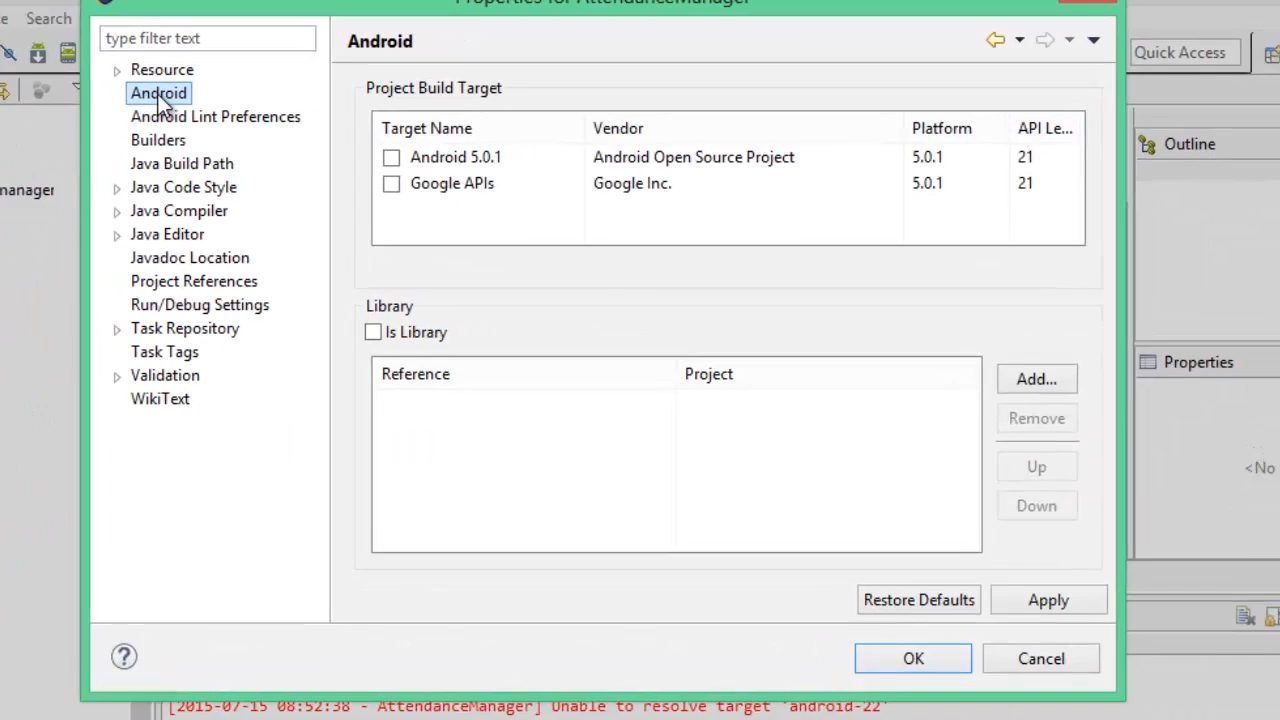 Properties for AttendanceManager
e Search
type filter text
Android
Quick Access
Resource
Android
Android Lint Preferences
Builders
Java Build Path
Java Code Style
Java Compiler
Java Editor
Javadoc Location
Project References
Run/Debug Settings
Task Repository
Task Tags
Validation
WikiText
manager
Project Build Target
Target Name Vendor Platform API Le...
Android 5.0.1 Android Open Source Project 5.0.1 21
Google APIs Google Inc. 5.0.1 21
Library
Is Library
Reference Project
Add...
Remove
Up
Down
Restore Defaults Apply
? OK Cancel
Outline
Properties
<No
[2015-07-15 08:52:38 - AttendanceManager] Unable to resolve target 'android-22'